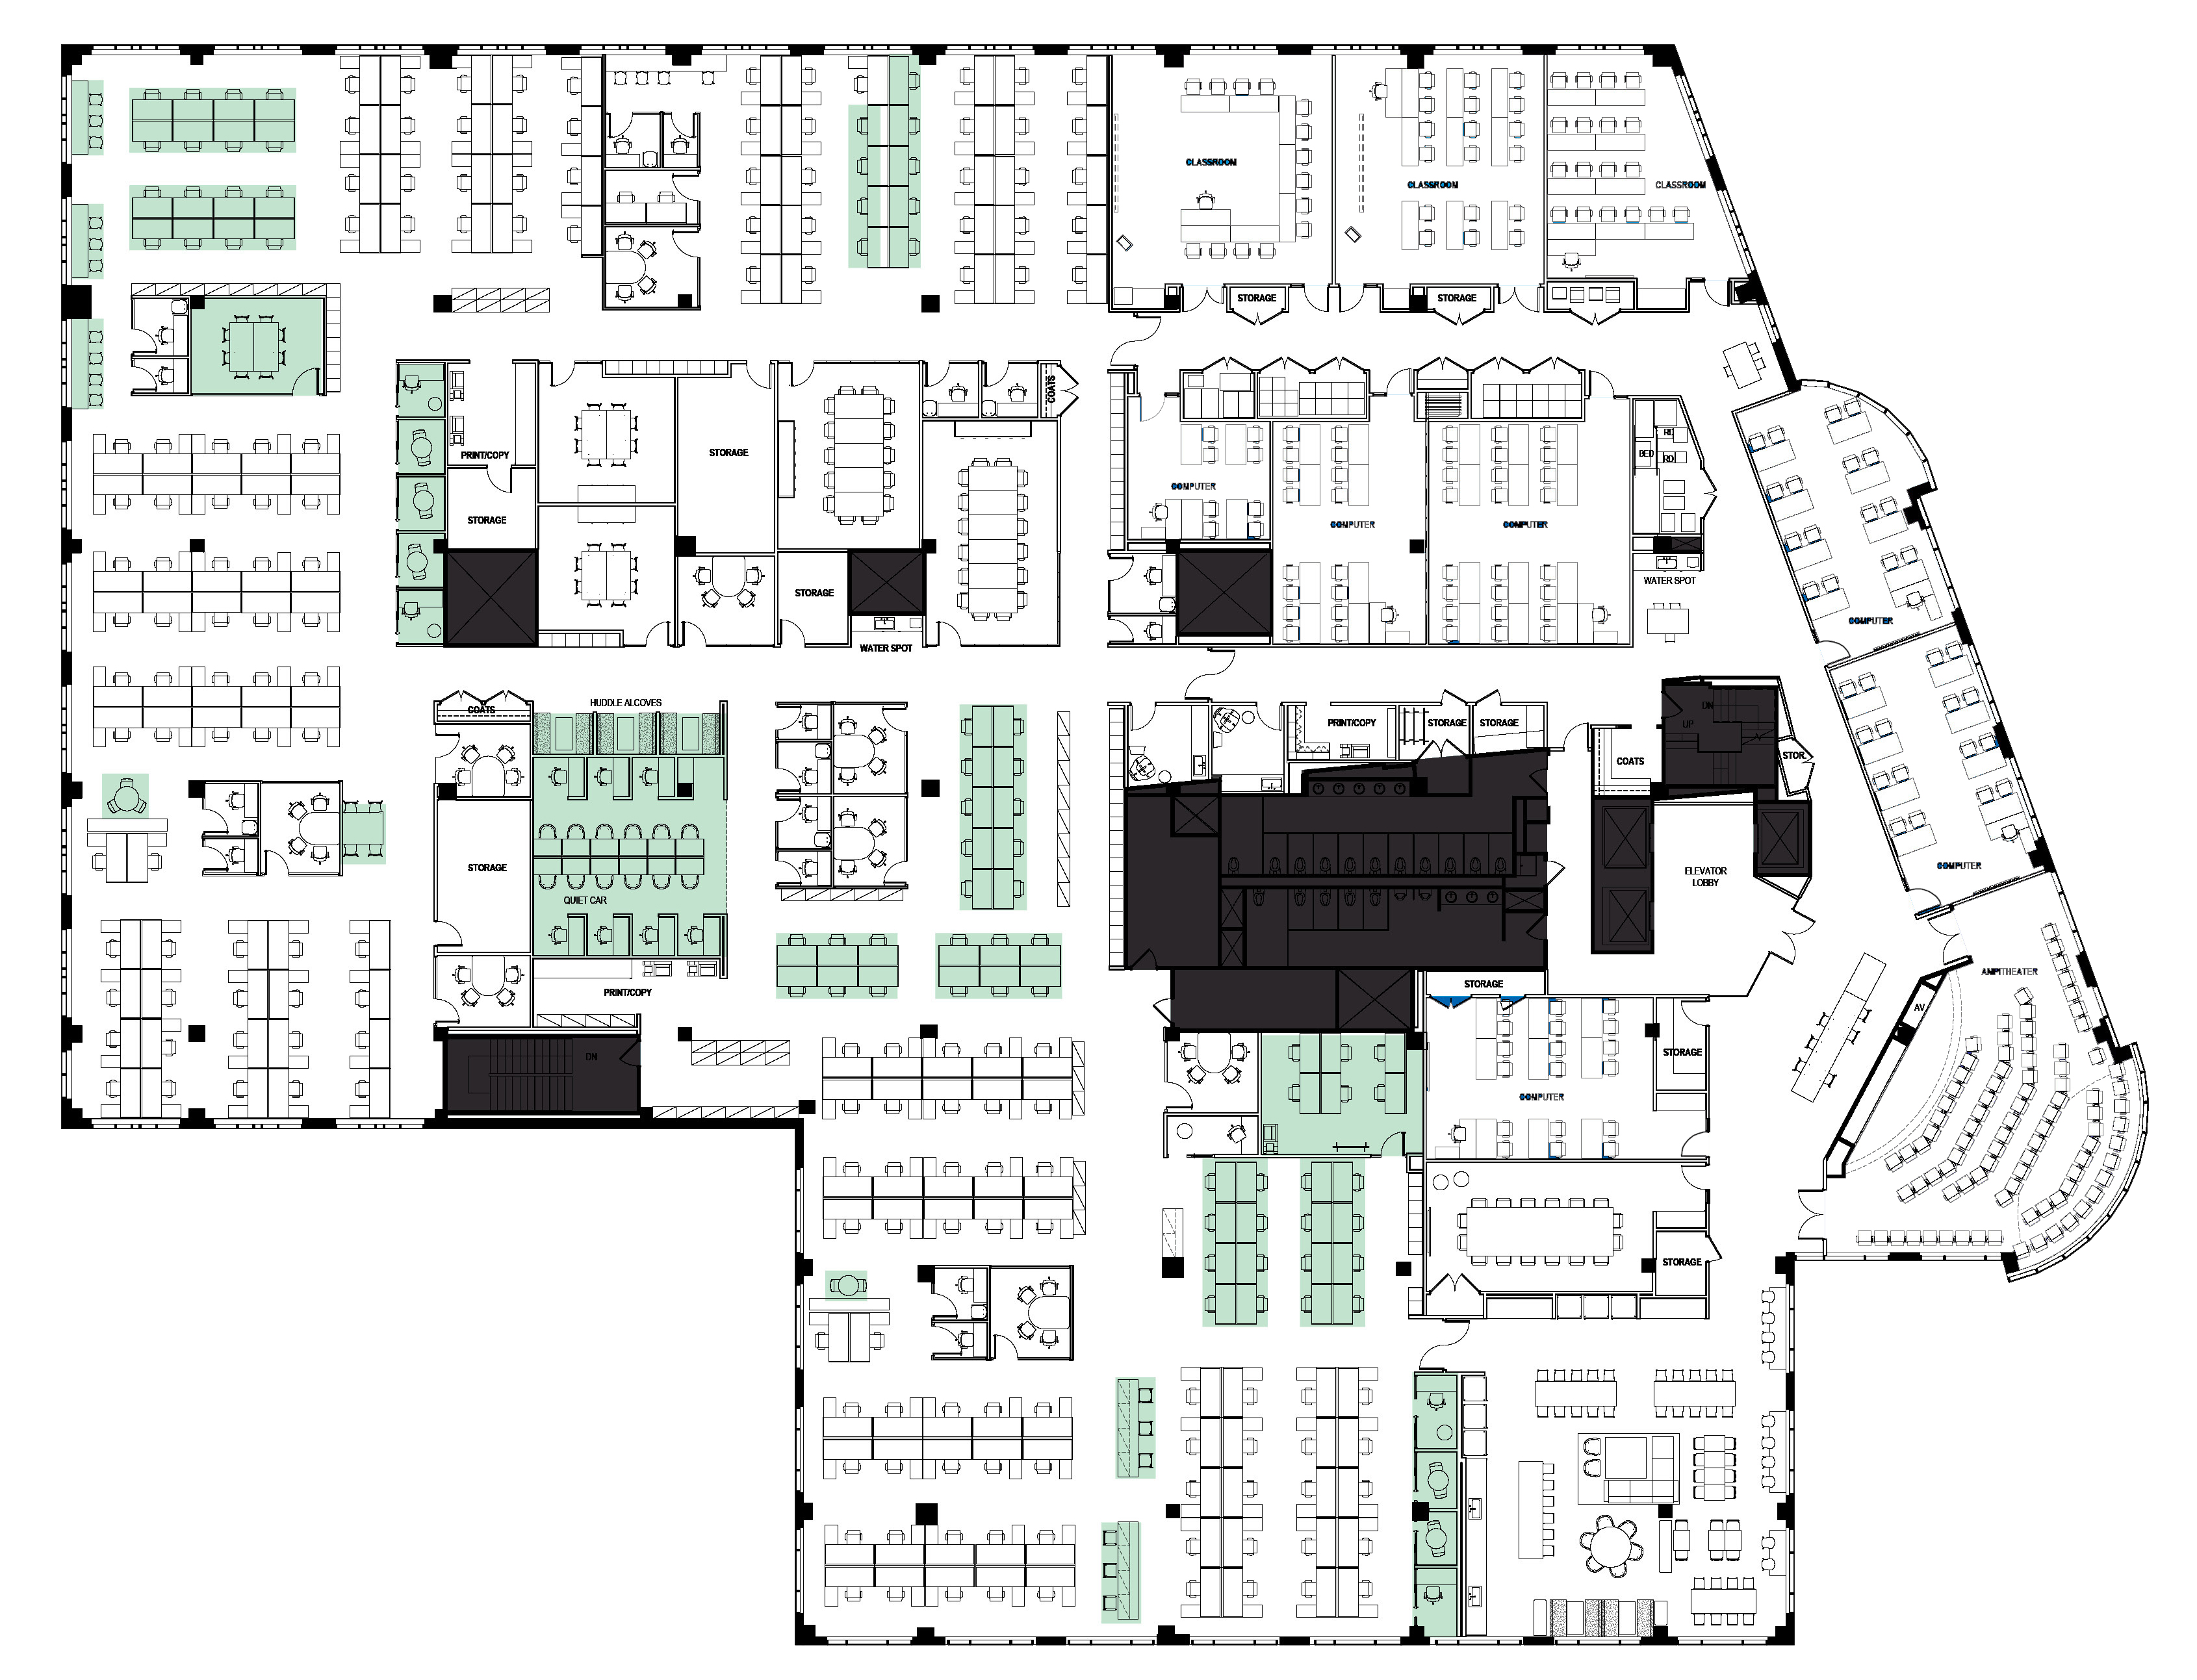 CLASSROOM
CLASSROOM
CLASSROOM
STORAGE
STORAGE
COATS
PRINT/COPY
STORAGE
STORAGE
COMPUTER
COMPUTER
COMPUTER
BED
RD
RD
STORAGE
WATER SPOT
WATER SPOT
COMPUTER
COATS
HUDDLE ALCOVES
PRINT/COPY
STORAGE
STORAGE
UP
DN
COATS
STOR.
STORAGE
QUIET CAR
ELEVATOR
LOBBY
COMPUTER
PRINT/COPY
STORAGE
AMPITHEATER
AV
DN
STORAGE
COMPUTER
STORAGE